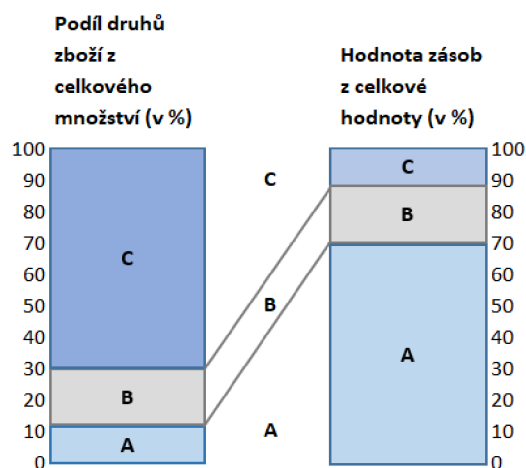 Podíl druhů
zboží z
celkového
množství (v %)
Hodnota zásob
z celkové
hodnoty (v %)
100
90
80
70
60
50
40
30
20
10
0
C
B
A
C
B
A
C
B
A
100
90
80
70
60
50
40
30
20
10
0